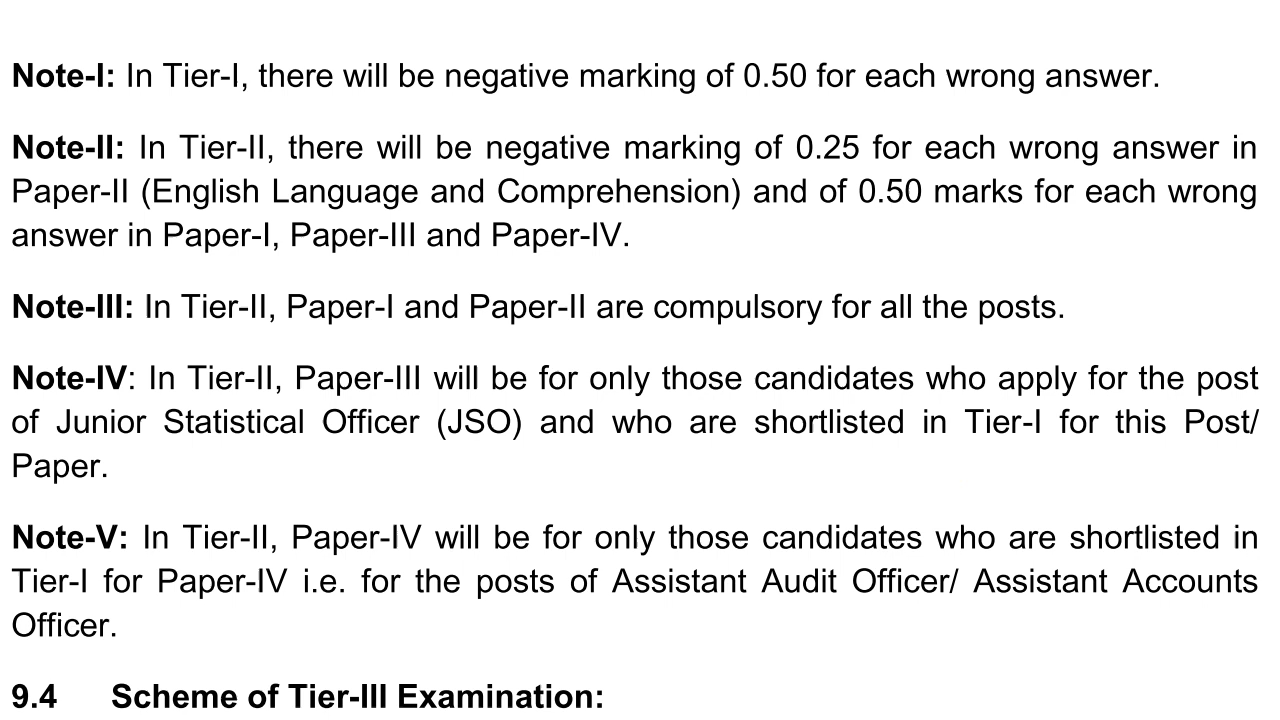 Note-I: In Tier-I, there will be negative marking of 0.50 for each wrong answer.
Note-II: In Tier-II, there will be negative marking of 0.25 for each wrong answer in
Paper-II (English Language and Comprehension) and of 0.50 marks for each wrong
answer in Paper-I, Paper-III and Paper-IV.
Note-III: In Tier-II, Paper-I and Paper-II are compulsory for all the posts.
Note-IV: In Tier-II, Paper-III will be for only those candidates who apply for the post
of Junior Statistical Officer (JSO) and who are shortlisted in Tier-I for this Post/
Paper.
Note-V: In Tier-II, Paper-IV will be for only those candidates who are shortlisted in
Tier-I for Paper-IV i.e. for the posts of Assistant Audit Officer/ Assistant Accounts
Officer.
9.4 Scheme of Tier-III Examination: